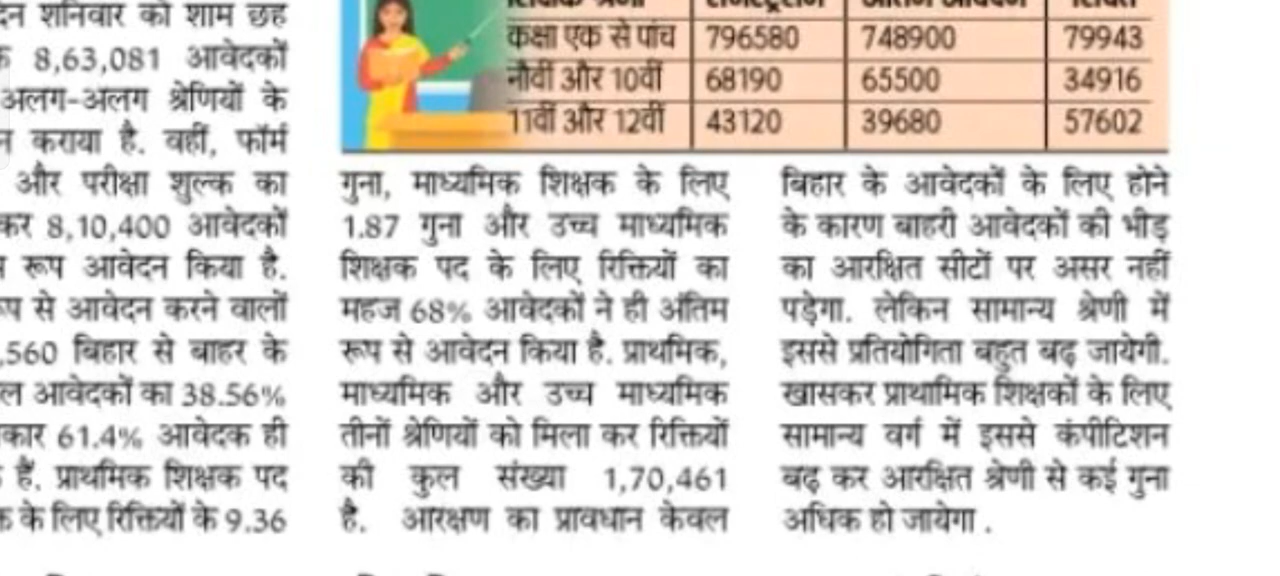 देन शनिवार को शाम छह
8,63,081 आवेदकों
अलग-अलग श्रेणियों के
कराया है. वहीं, फॉर्म
और परीक्षा शुल्क का
कर 8,10,400 आवेदकों
रूप आवेदन किया है.
से आवेदन करने वालों
,560 बिहार से बाहर के
आवेदकों का 38.56%
61.4% आवेदक ही
हैं. प्राथमिक शिक्षक पद
के लिए रिक्तियों के 9.36
कक्षा एक से पांच 796580 748900 79943
नौवीं और 10वीं 68190 65500 34916
11वीं और 12वीं 43120 39680 57602
गुना, माध्यमिक शिक्षक के लिए
1.87 गुना और उच्च माध्यमिक
शिक्षक पद के लिए रिक्तियों का
महज 68% आवेदकों ने ही अंतिम
रूप से आवेदन किया है. प्राथमिक,
माध्यमिक और उच्च माध्यमिक
तीनों श्रेणियों को मिला कर रिक्तियों
की कुल संख्या 1,70,461
है. आरक्षण का प्रावधान केवल
बिहार के आवेदकों के लिए होने
के कारण बाहरी आवेदकों की भीड़
का आरक्षित सीटों पर असर नहीं
पड़ेगा. लेकिन सामान्य श्रेणी में
इससे प्रतियोगिता बहुत बढ़ जायेगी.
खासकर प्राथामिक शिक्षकों के लिए
सामान्य वर्ग में इससे कंपीटिशन
बढ़ कर आरक्षित श्रेणी से कई गुना
अधिक हो जायेगा .